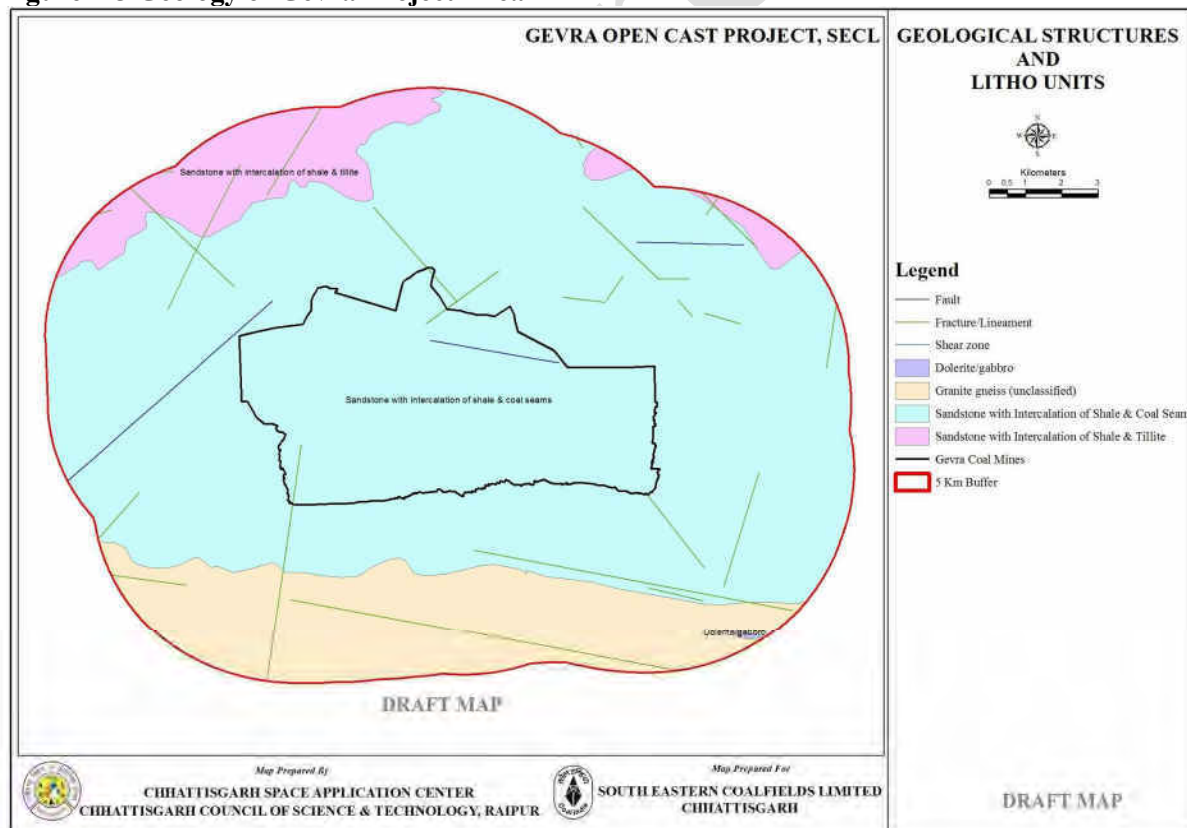 GEVRA OPEN CAST PROJECT, SECL
Sandstone with Intercalation of shale & tillite
Sandstone with intercalation of shale & coal seams
Dolerite/gabbro
DRAFT MAP
GEOLOGICAL STRUCTURES
AND
LITHO UNITS
N
W E
S
Kilometers
0 0.5 1 2 3
Legend
Fault
Fracture/Lineament
Shear zone
Dolerite/gabbro
Granite gneiss (unclassified)
Sandstone with Intercalation of Shale & Coal Seam
Sandstone with Intercalation of Shale & Tillite
Gevra Coal Mines
5 Km Buffer
Map Prepared By
CHHATTISGARH SPACE APPLICATION CENTER
CHHATTISGARH COUNCIL OF SCIENCE & TECHNOLOGY, RAIPUR
Map Prepared For
SOUTH EASTERN COALFIELDS LIMITED
CHHATTISGARH
DRAFT MAP